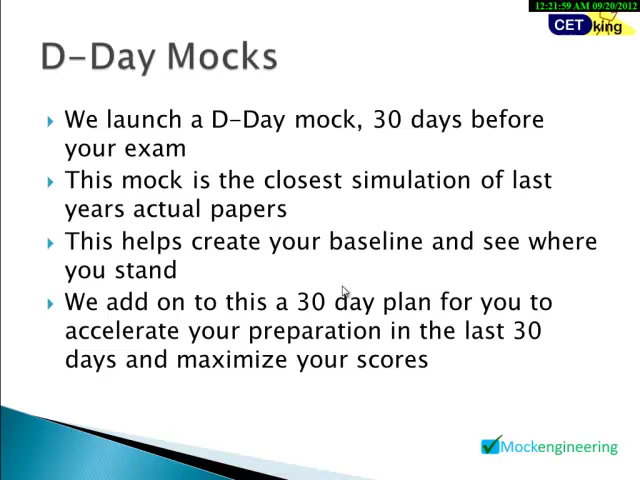 12:21:59 AM 09/20/2012
CET king
D-Day Mocks
We launch a D-Day mock, 30 days before
your exam
This mock is the closest simulation of last
years actual papers
This helps create your baseline and see where
you stand
We add on to this a 30 day plan for you to
accelerate your preparation in the last 30
days and maximize your scores
Mockengineering